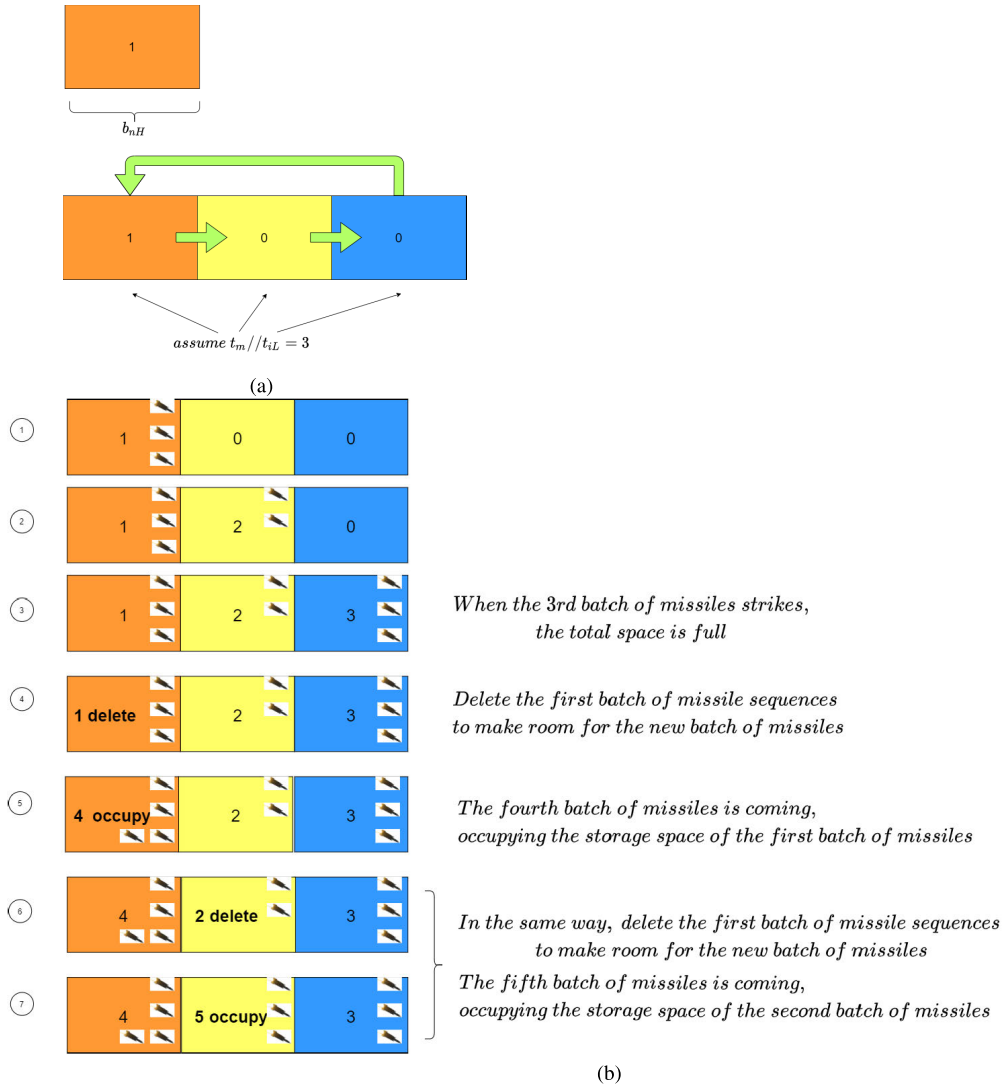 1
b_{nH}
1 0 0
assume t_m//t_{iL} = 3
(a)
1 1 0 0
2 1 2 0
3 1 2 3
When the 3rd batch of missiles strikes,
the total space is full
4 1 delete 2 3
Delete the first batch of missile sequences
to make room for the new batch of missiles
5 4 occupy 2 3
The fourth batch of missiles is coming,
occupying the storage space of the first batch of missiles
6 4 2 delete 3
In the same way, delete the first batch of missile sequences
to make room for the new batch of missiles
7 4 5 occupy 3
The fifth batch of missiles is coming,
occupying the storage space of the second batch of missiles
(b)